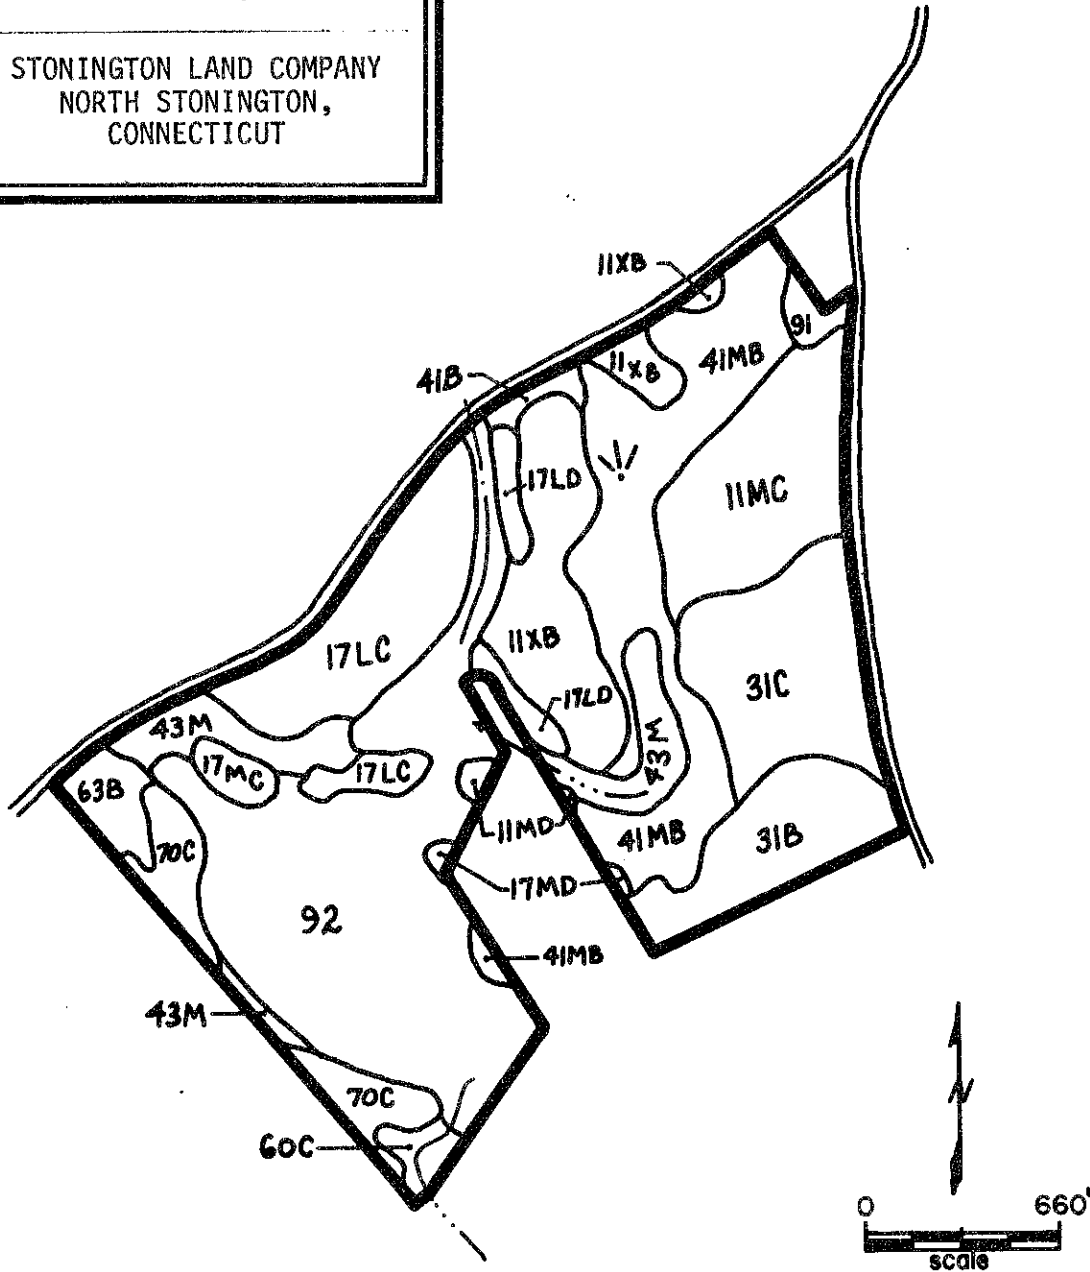 STONINGTON LAND COMPANY
NORTH STONINGTON,
CONNECTICUT
11XB
91
41MB
11XB
41B
17LD
11MC
11XB
17LC
31C
17LD
43M
43M
17MC
17LC
63B
11MD
41MB
31B
70C
17MD
92
41MB
43M
N
70C
60C
0 660'
scale